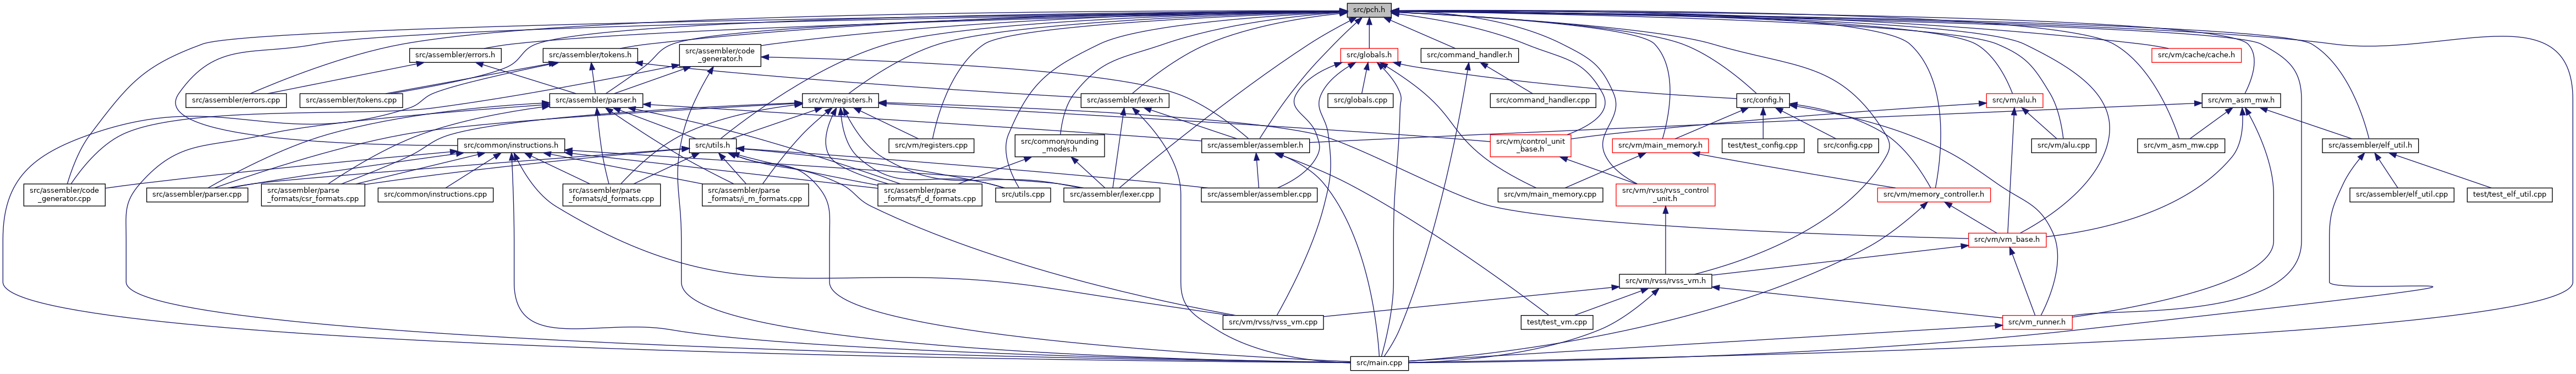 src/pch.h
src/assembler/errors.h
src/assembler/tokens.h
src/assembler/code
_generator.h
src/globals.h
src/command_handler.h
src/vm/cache/cache.h
src/assembler/errors.cpp
src/assembler/tokens.cpp
src/assembler/parser.h
src/vm/registers.h
src/assembler/lexer.h
src/globals.cpp
src/command_handler.cpp
src/config.h
src/vm/alu.h
src/vm_asm_mw.h
src/common/instructions.h
src/utils.h
src/vm/registers.cpp
src/common/rounding
_modes.h
src/assembler/assembler.h
src/vm/control_unit
_base.h
src/vm/main_memory.h
test/test_config.cpp
src/config.cpp
src/vm/alu.cpp
src/vm_asm_mw.cpp
src/assembler/elf_util.h
src/assembler/code
_generator.cpp
src/assembler/parser.cpp
src/assembler/parse
_formats/csr_formats.cpp
src/common/instructions.cpp
src/assembler/parse
_formats/d_formats.cpp
src/assembler/parse
_formats/i_m_formats.cpp
src/assembler/parse
_formats/f_d_formats.cpp
src/utils.cpp
src/assembler/lexer.cpp
src/assembler/assembler.cpp
src/vm/main_memory.cpp
src/vm/rvss/rvss_control
_unit.h
src/vm/memory_controller.h
src/assembler/elf_util.cpp
test/test_elf_util.cpp
src/vm/vm_base.h
src/vm/rvss/rvss_vm.h
src/vm/rvss/rvss_vm.cpp
test/test_vm.cpp
src/vm_runner.h
src/main.cpp